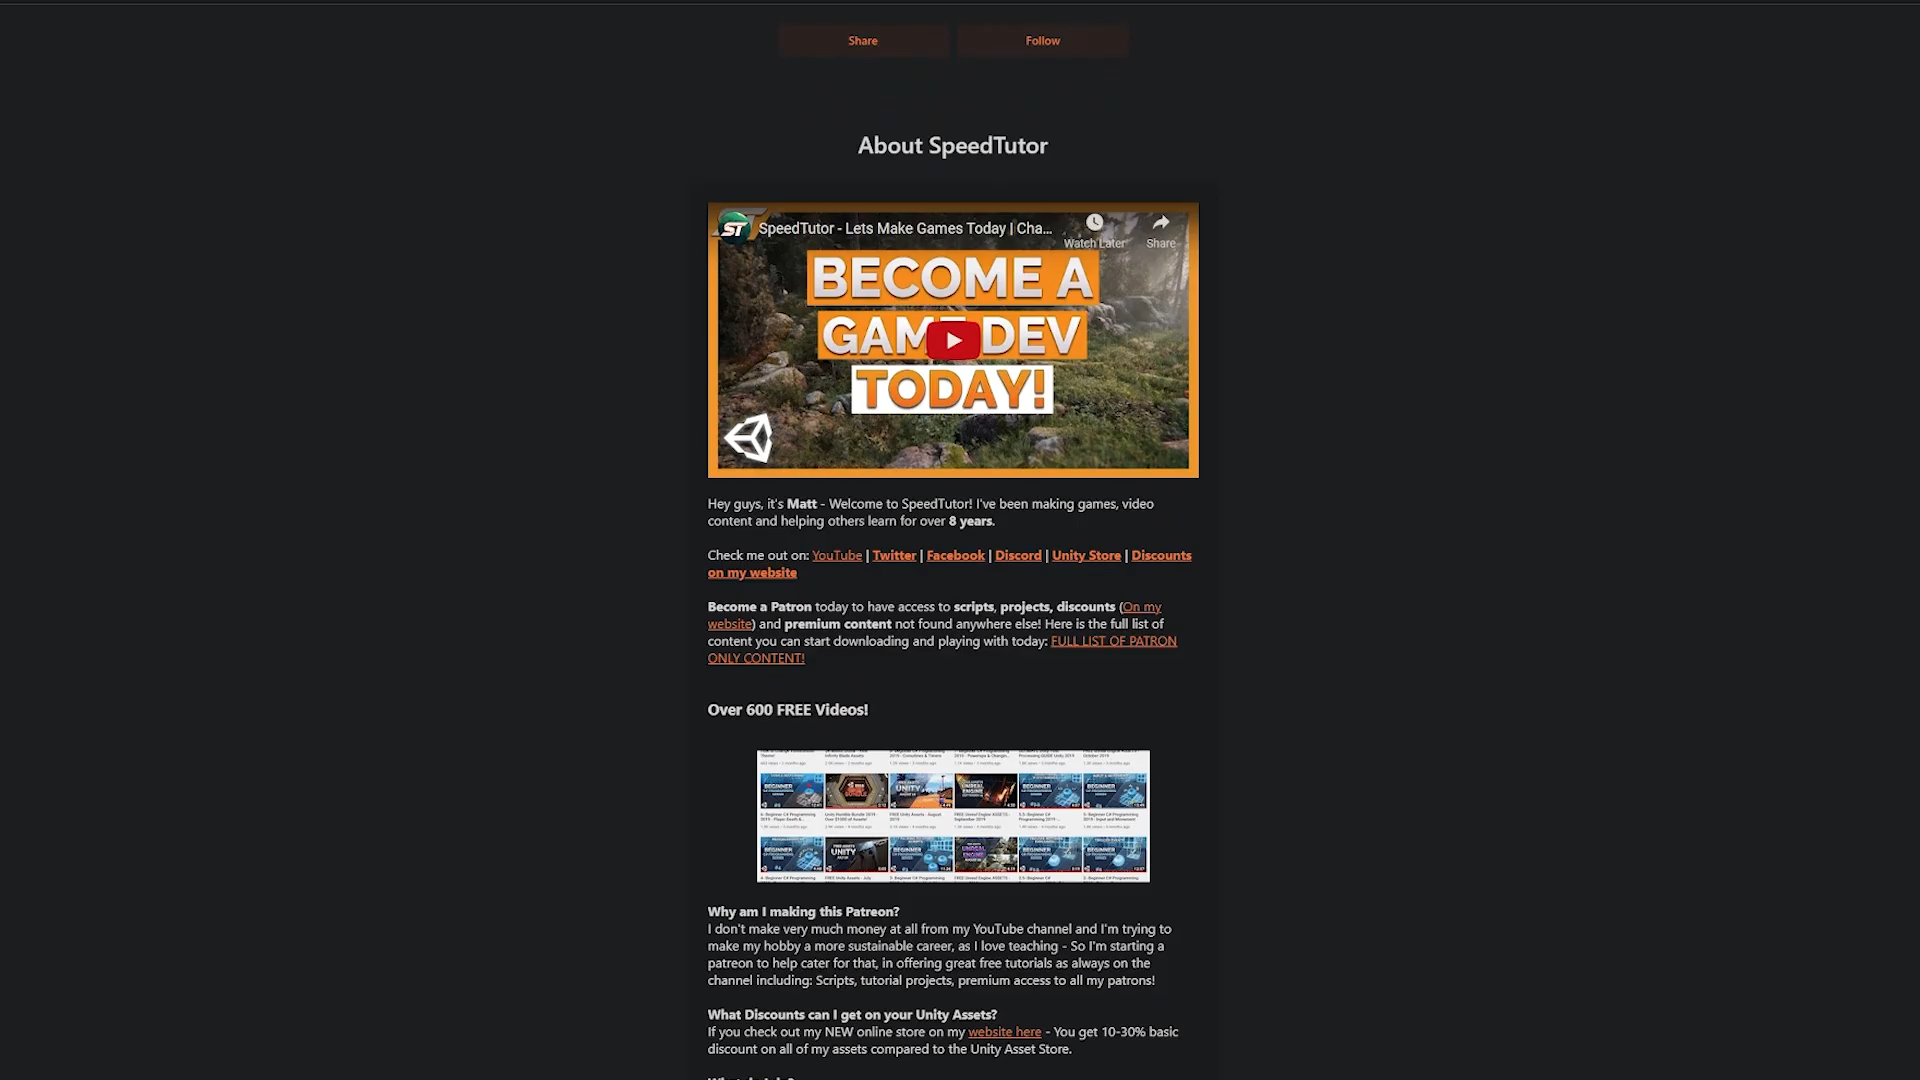 Share
Follow
About SpeedTutor
ST
SpeedTutor - Lets Make Games Today | Cha...
Watch Later
Share
BECOME A
GAME DEV
TODAY!
Hey guys, it's Matt - Welcome to SpeedTutor! I've been making games, video
content and helping others learn for over 8 years.
Check me out on: YouTube | Twitter | Facebook | Discord | Unity Store | Discounts
on my website
Become a Patron today to have access to scripts, projects, discounts (On my
website) and premium content not found anywhere else! Here is the full list of
content you can start downloading and playing with today: FULL LIST OF PATRON
ONLY CONTENT!
Over 600 FREE Videos!
Why am I making this Patreon?
I don't make very much money at all from my YouTube channel and I'm trying to
make my hobby a more sustainable career, as I love teaching - So I'm starting a
patreon to help cater for that, in offering great free tutorials as always on the
channel including: Scripts, tutorial projects, premium access to all my patrons!
What Discounts can I get on your Unity Assets?
If you check out my NEW online store on my website here - You get 10-30% basic
discount on all of my assets compared to the Unity Asset Store.